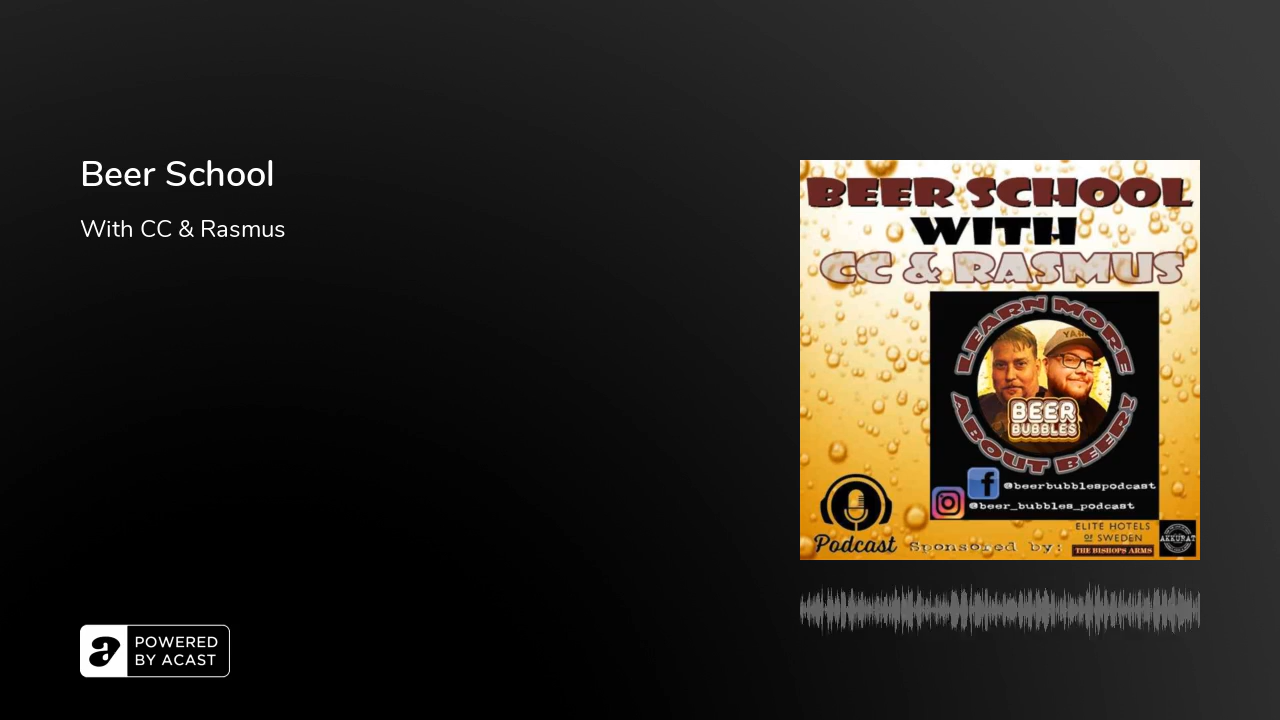 Beer School
With CC & Rasmus
BEER SCHOOL
WITH
CC & RASMUS
LEARN MORE
BEER
BUBBLES
ABOUT BEER!
@beerbubblespodcast
@beer_bubbles_podcast
Podcast
Sponsored by:
ELITE HOTELS
OF SWEDEN
THE BISHOPS ARMS
AKKURAT
POWERED
BY ACAST